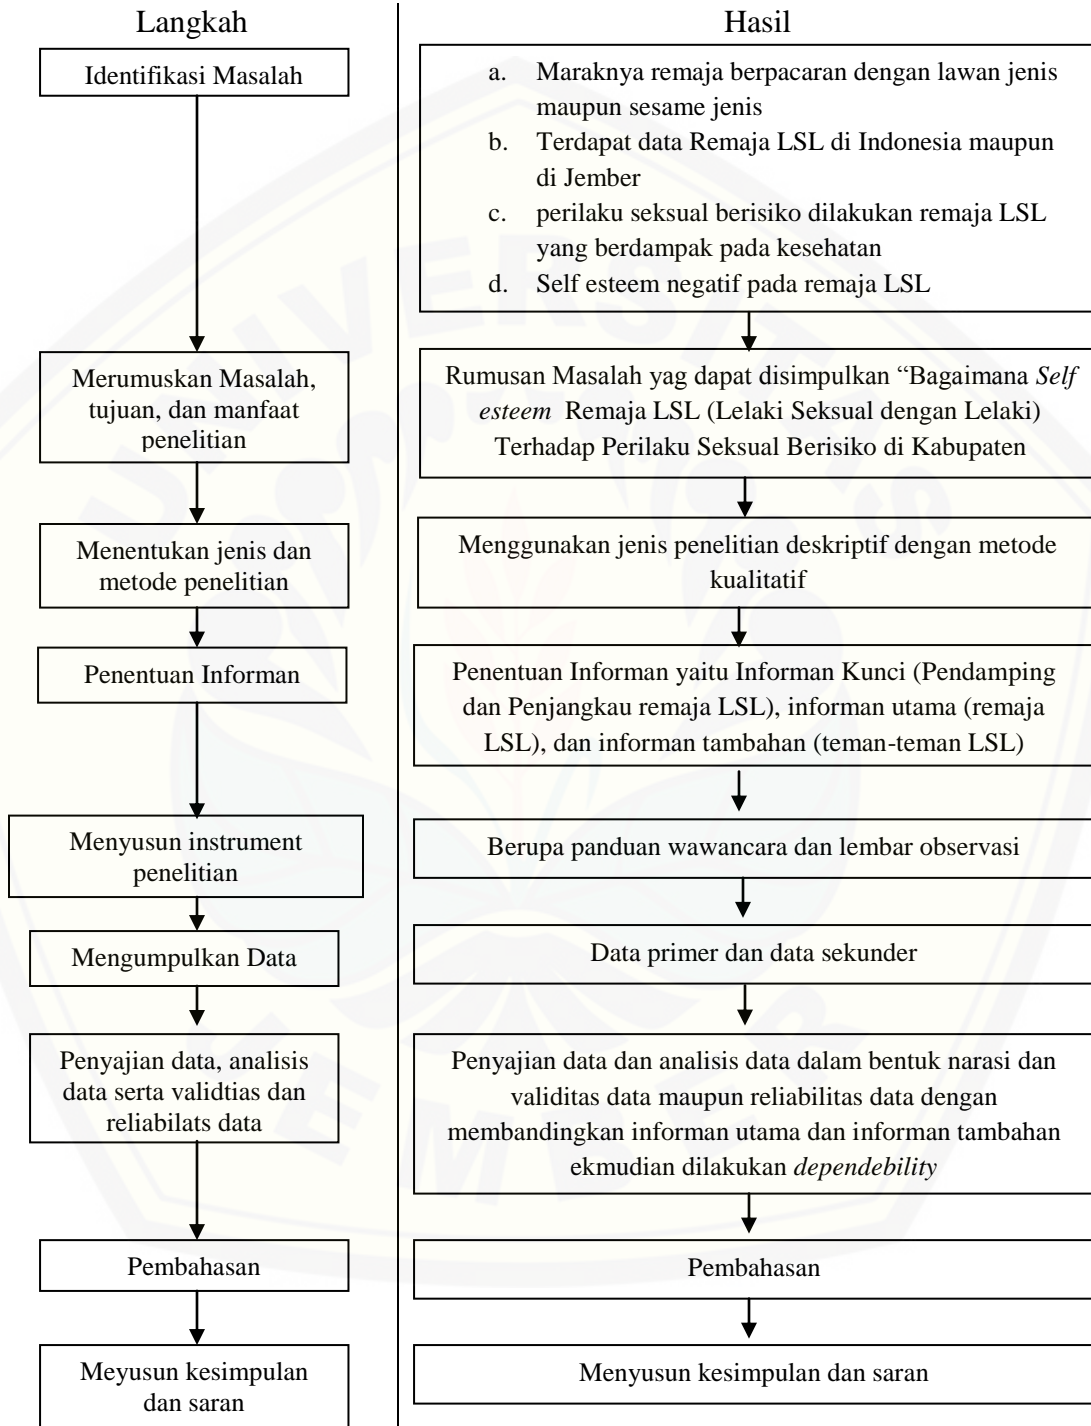 Langkah
Identifikasi Masalah
Merumuskan Masalah,
tujuan, dan manfaat
penelitian
Menentukan jenis dan
metode penelitian
Penentuan Informan
Menyusun instrument
penelitian
Mengumpulkan Data
Penyajian data, analisis
data serta validtias dan
reliabilats data
Pembahasan
Meyusun kesimpulan
dan saran
Hasil
a. Maraknya remaja berpacaran dengan lawan jenis
maupun sesame jenis
b. Terdapat data Remaja LSL di Indonesia maupun
di Jember
c. perilaku seksual berisiko dilakukan remaja LSL
yang berdampak pada kesehatan
d. Self esteem negatif pada remaja LSL
Rumusan Masalah yag dapat disimpulkan “Bagaimana Self
esteem Remaja LSL (Lelaki Seksual dengan Lelaki)
Terhadap Perilaku Seksual Berisiko di Kabupaten
Menggunakan jenis penelitian deskriptif dengan metode
kualitatif
Penentuan Informan yaitu Informan Kunci (Pendamping
dan Penjangkau remaja LSL), informan utama (remaja
LSL), dan informan tambahan (teman-teman LSL)
Berupa panduan wawancara dan lembar observasi
Data primer dan data sekunder
Penyajian data dan analisis data dalam bentuk narasi dan
validitas data maupun reliabilitas data dengan
membandingkan informan utama dan informan tambahan
ekmudian dilakukan dependebility
Pembahasan
Menyusun kesimpulan dan saran
UNIVERSITAS
JEMBER